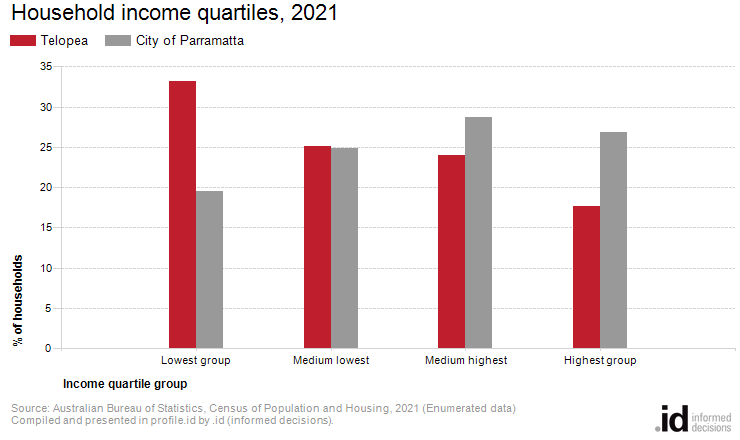 Household income quartiles, 2021
Telopea City of Parramatta
35
30
25
20
15
10
5
0
% of households
Lowest group Medium lowest Medium highest Highest group
Income quartile group
Source: Australian Bureau of Statistics, Census of Population and Housing, 2021 (Enumerated data)
Compiled and presented in profile.id by .id (informed decisions).
.id informed
decisions